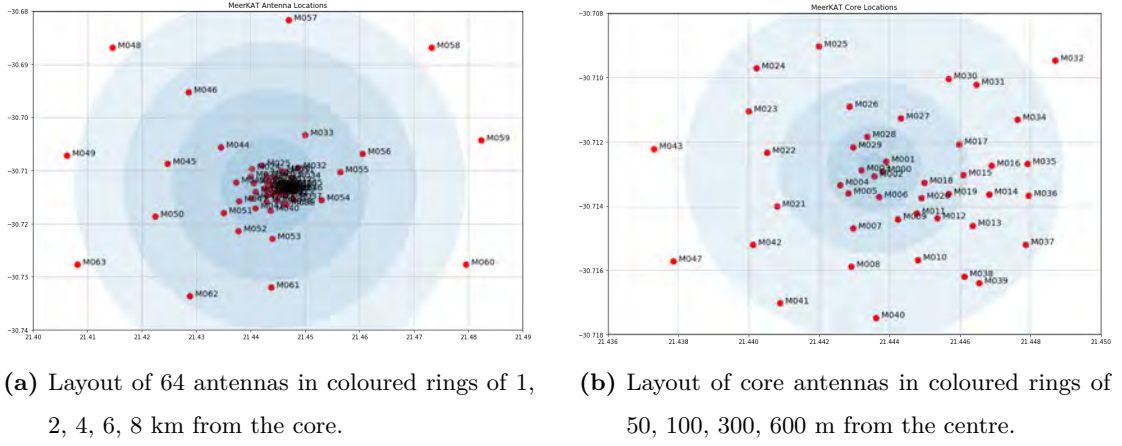 MeerKAT Antenna Locations
−30.68
−30.69
−30.70
−30.71
−30.72
−30.73
−30.74
21.40 21.41 21.42 21.43 21.44 21.45 21.46 21.47 21.48 21.49
M057
M048
M058
M046
M033
M059
M044
M049
M056
M045
M025
M032
M055
M054
M050
M051
M040
M052
M053
M063
M060
M061
M062
MeerKAT Core Locations
−30.708
−30.710
−30.712
−30.714
−30.716
−30.718
21.436 21.438 21.440 21.442 21.444 21.446 21.448 21.450
M025
M032
M024
M030
M031
M026
M023
M027
M034
M028
M043
M029
M017
M022
M001
M016
M035
M000
M002
M015
M004
M018
M005
M006
M019
M014
M036
M020
M021
M011
M009
M012
M007
M013
M042
M037
M047
M010
M008
M038
M039
M041
M040
(a) Layout of 64 antennas in coloured rings of 1,
2, 4, 6, 8 km from the core.
(b) Layout of core antennas in coloured rings of
50, 100, 300, 600 m from the centre.